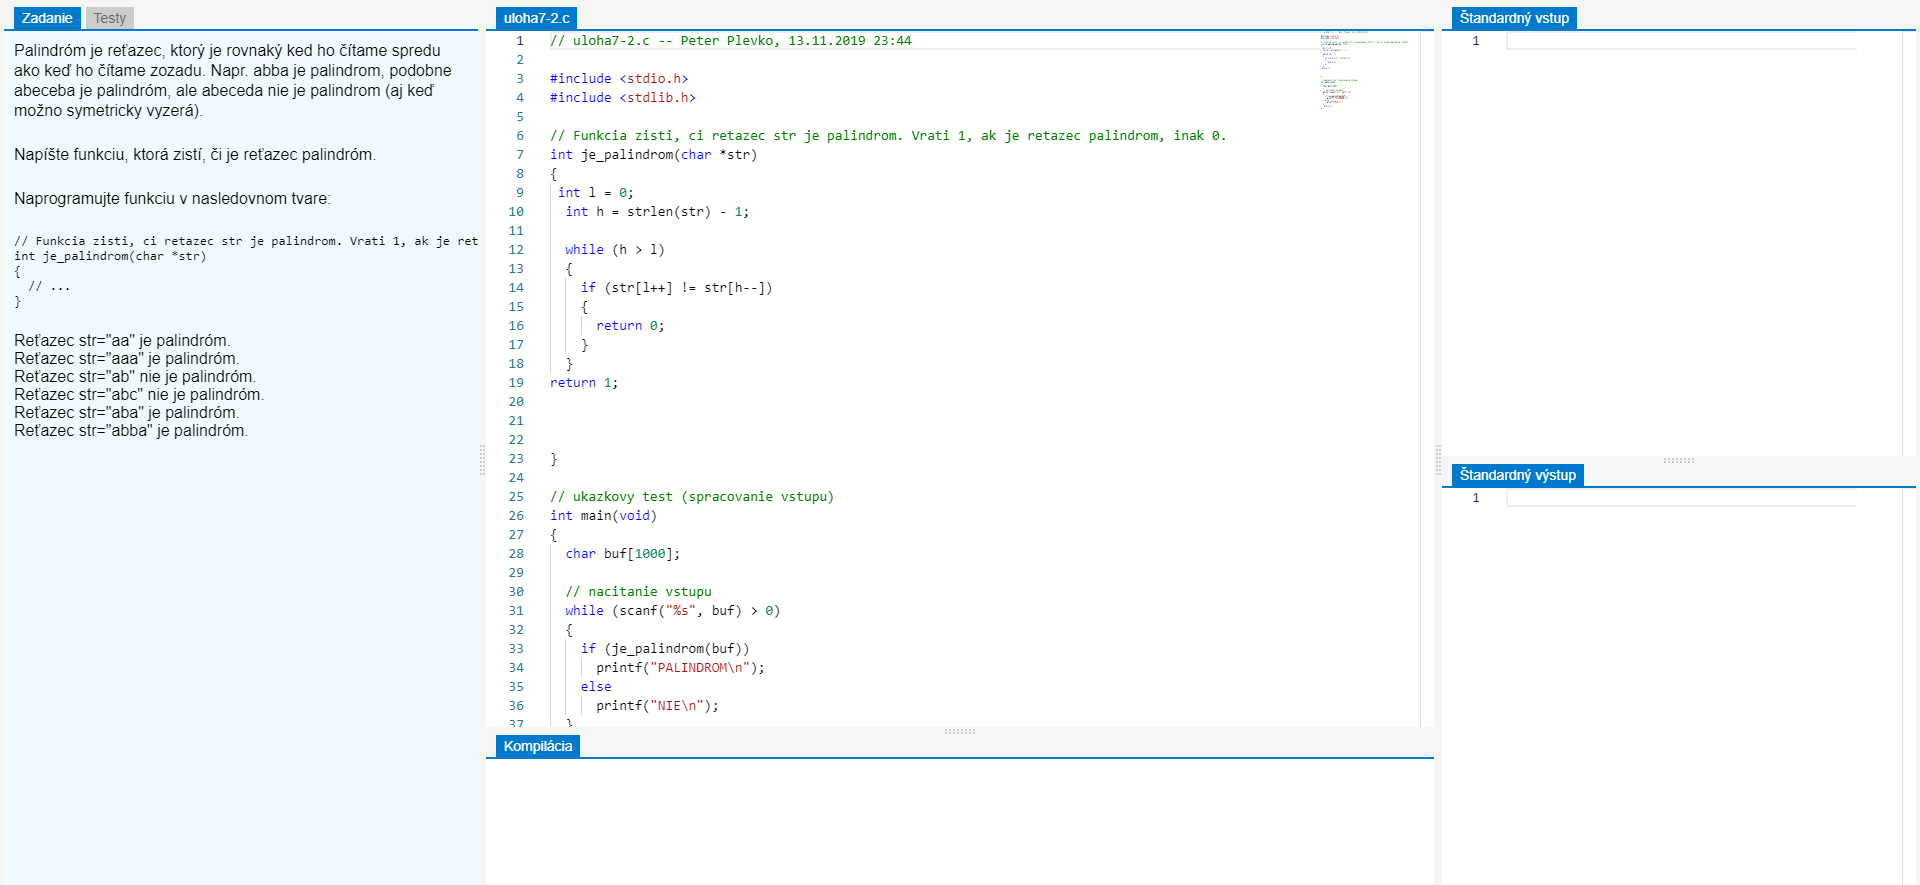 Zadanie
Testy
Palindróm je reťazec, ktorý je rovnaký ked ho čítame spredu
ako keď ho čítame zozadu. Napr. abba je palindrom, podobne
abeceba je palindróm, ale abeceda nie je palindrom (aj keď
možno symetricky vyzerá).
Napíšte funkciu, ktorá zistí, či je reťazec palindróm.
Naprogramujte funkciu v nasledovnom tvare:
// Funkcia zisti, ci retazec str je palindrom. Vrati 1, ak je ret
int je_palindrom(char *str)
{
  // ...
}
Reťazec str="aa" je palindróm.
Reťazec str="aaa" je palindróm.
Reťazec str="ab" nie je palindróm.
Reťazec str="abc" nie je palindróm.
Reťazec str="aba" je palindróm.
Reťazec str="abba" je palindróm.
uloha7-2.c
1 // uloha7-2.c -- Peter Plevko, 13.11.2019 23:44
2
3 #include <stdio.h>
4 #include <stdlib.h>
5
6 // Funkcia zisti, ci retazec str je palindrom. Vrati 1, ak je retazec palindrom, inak 0.
7 int je_palindrom(char *str)
8 {
9  int l = 0;
10   int h = strlen(str) - 1;
11
12   while (h > l)
13   {
14     if (str[l++] != str[h--])
15     {
16       return 0;
17     }
18   }
19 return 1;
20
21
22
23 }
24
25 // ukazkovy test (spracovanie vstupu)
26 int main(void)
27 {
28   char buf[1000];
29
30   // nacitanie vstupu
31   while (scanf("%s", buf) > 0)
32   {
33     if (je_palindrom(buf))
34       printf("PALINDROM\n");
35     else
36       printf("NIE\n");
37   }
Kompilácia
Štandardný vstup
1
Štandardný výstup
1